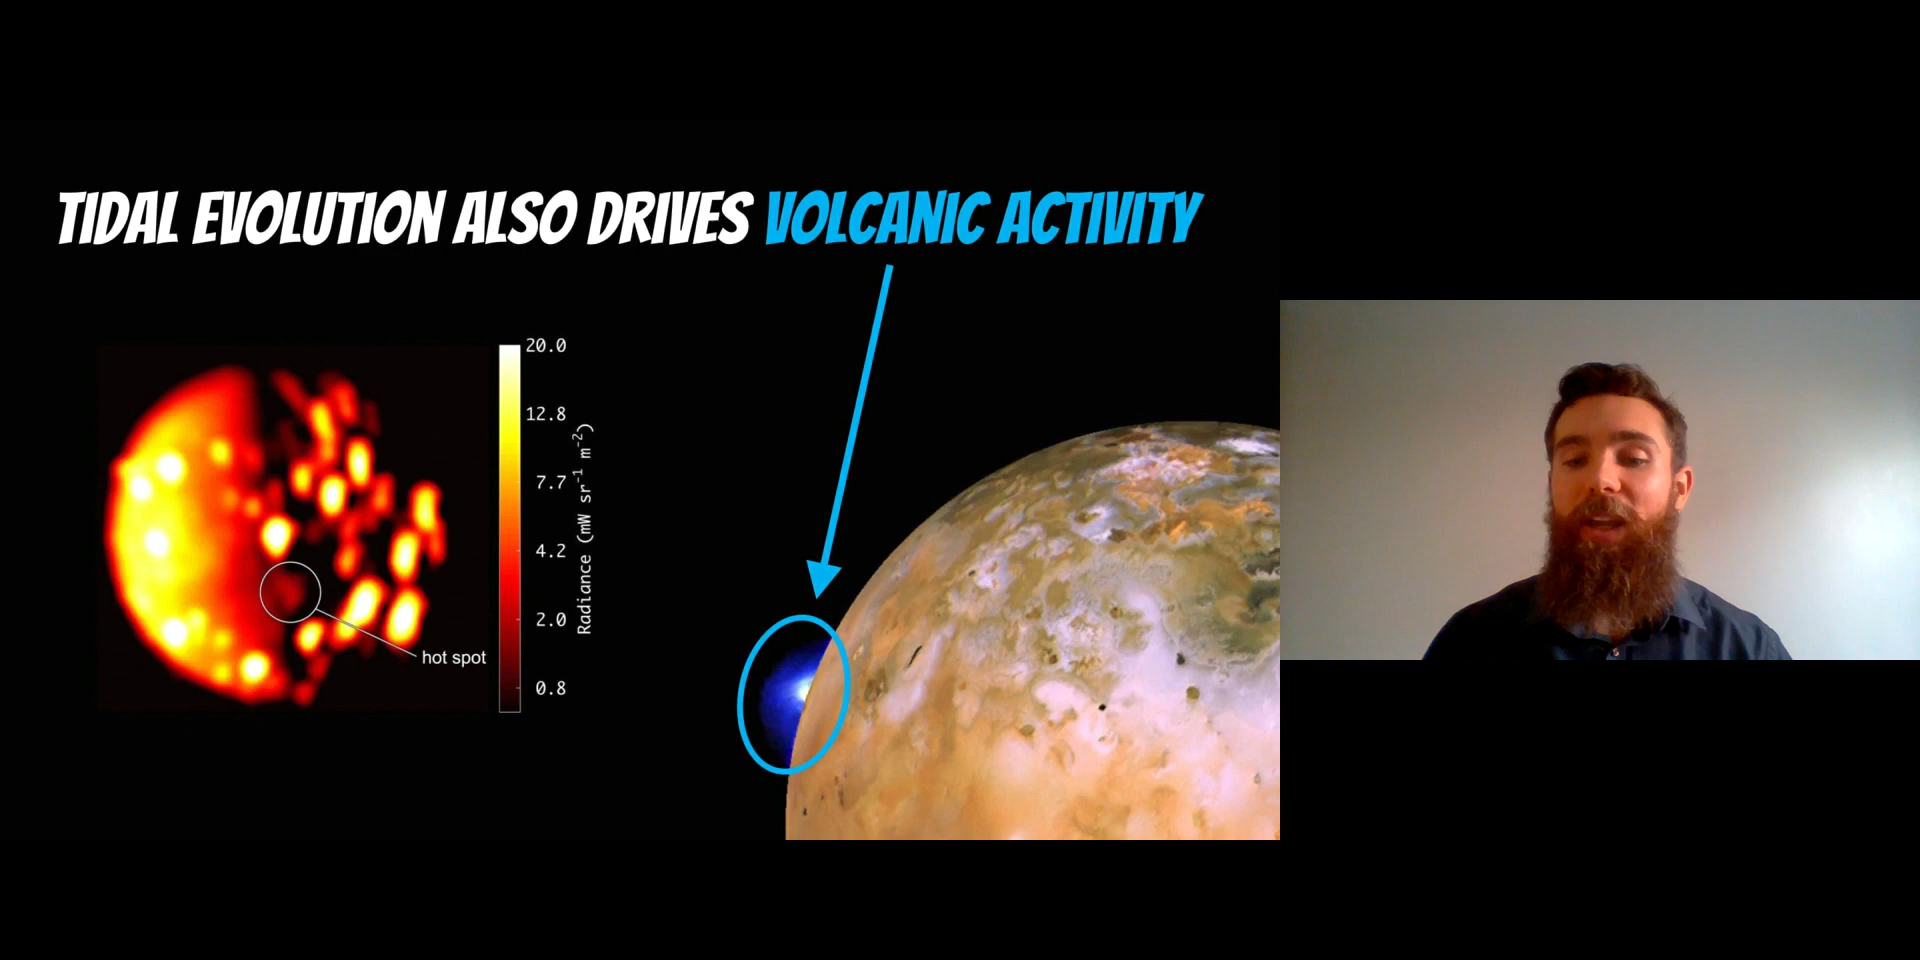 TIDAL EVOLUTION ALSO DRIVES VOLCANIC ACTIVITY
20.0
12.8
7.7
4.2
2.0
0.8
Radiance (mW sr⁻¹ m⁻²)
hot spot